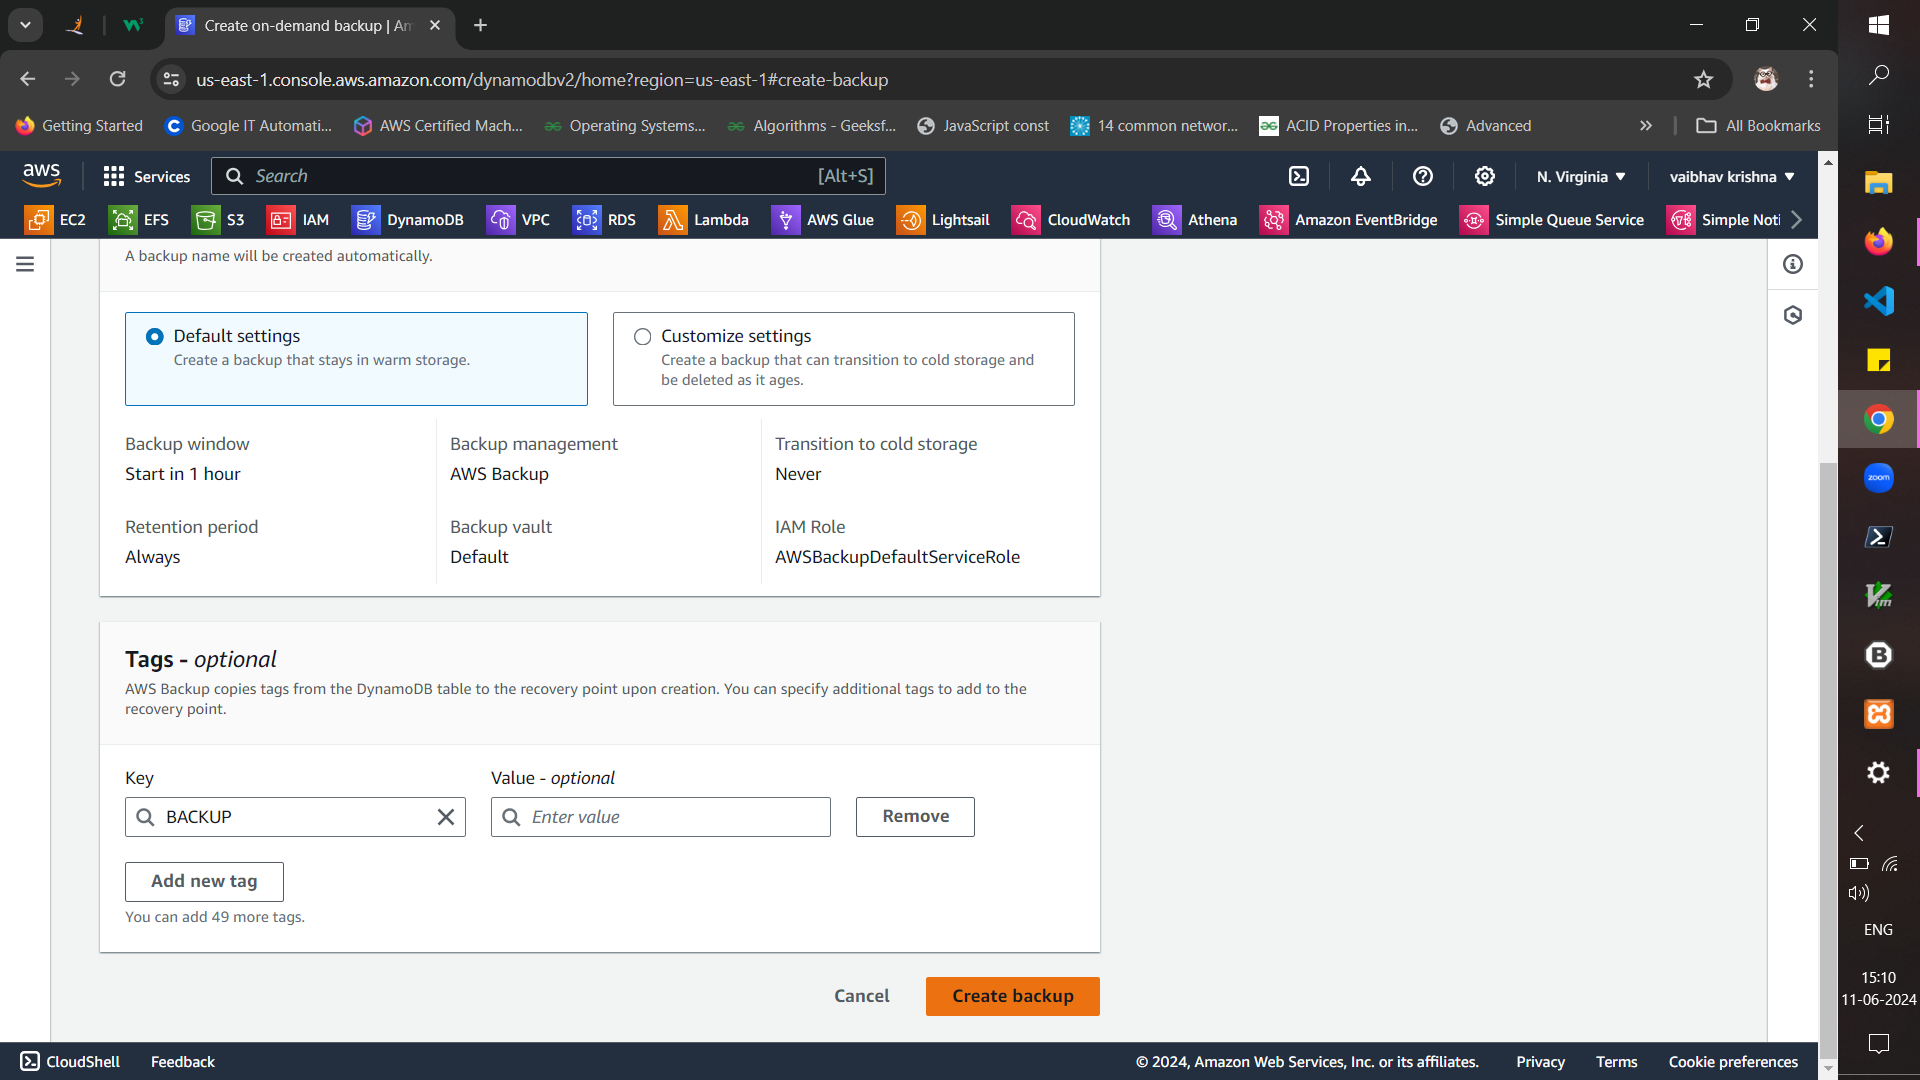 Create on-demand backup | Am
us-east-1.console.aws.amazon.com/dynamodbv2/home?region=us-east-1#create-backup
Getting Started
Google IT Automati...
AWS Certified Mach...
Operating Systems...
Algorithms - Geeksf...
JavaScript const
14 common networ...
ACID Properties in...
Advanced
»
All Bookmarks
aws
Services
Search
[Alt+S]
N. Virginia
vaibhav krishna
EC2
EFS
S3
IAM
DynamoDB
VPC
RDS
Lambda
AWS Glue
Lightsail
CloudWatch
Athena
Amazon EventBridge
Simple Queue Service
Simple Noti
A backup name will be created automatically.
Default settings
Create a backup that stays in warm storage.
Customize settings
Create a backup that can transition to cold storage and
be deleted as it ages.
Backup window
Start in 1 hour
Backup management
AWS Backup
Transition to cold storage
Never
Retention period
Always
Backup vault
Default
IAM Role
AWSBackupDefaultServiceRole
Tags - optional
AWS Backup copies tags from the DynamoDB table to the recovery point upon creation. You can specify additional tags to add to the
recovery point.
Key
Value - optional
BACKUP
Enter value
Remove
Add new tag
You can add 49 more tags.
Cancel
Create backup
CloudShell
Feedback
© 2024, Amazon Web Services, Inc. or its affiliates.
Privacy
Terms
Cookie preferences
zoom
Vim
B
ENG
15:10
11-06-2024